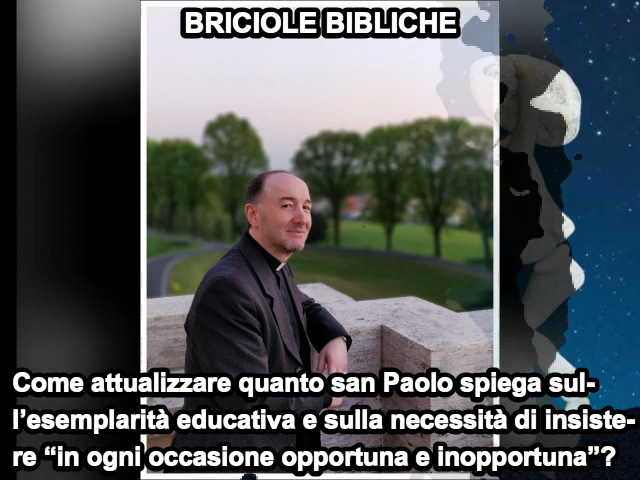 BRICIOLE BIBLICHE
Come attualizzare quanto san Paolo spiega sul-
l’esemplarità educativa e sulla necessità di insiste-
re “in ogni occasione opportuna e inopportuna”?